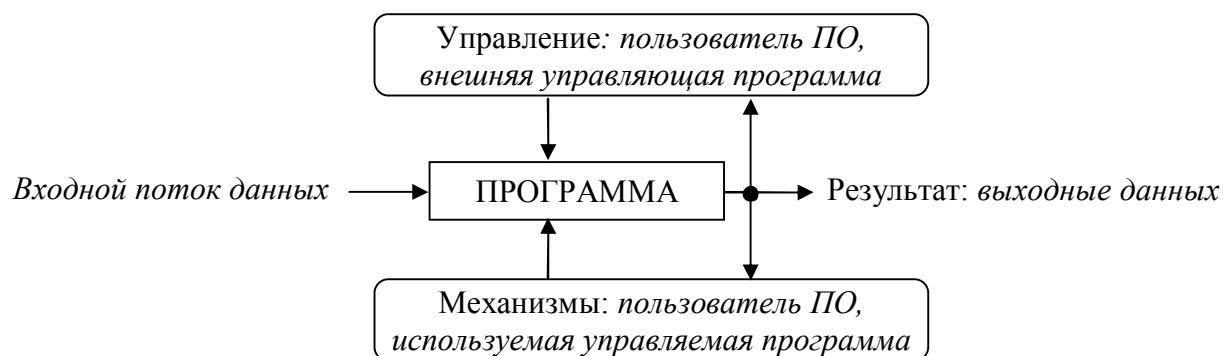 Управление: пользователь ПО,
внешняя управляющая программа
Входной поток данных
ПРОГРАММА
Результат: выходные данных
Механизмы: пользователь ПО,
используемая управляемая программа